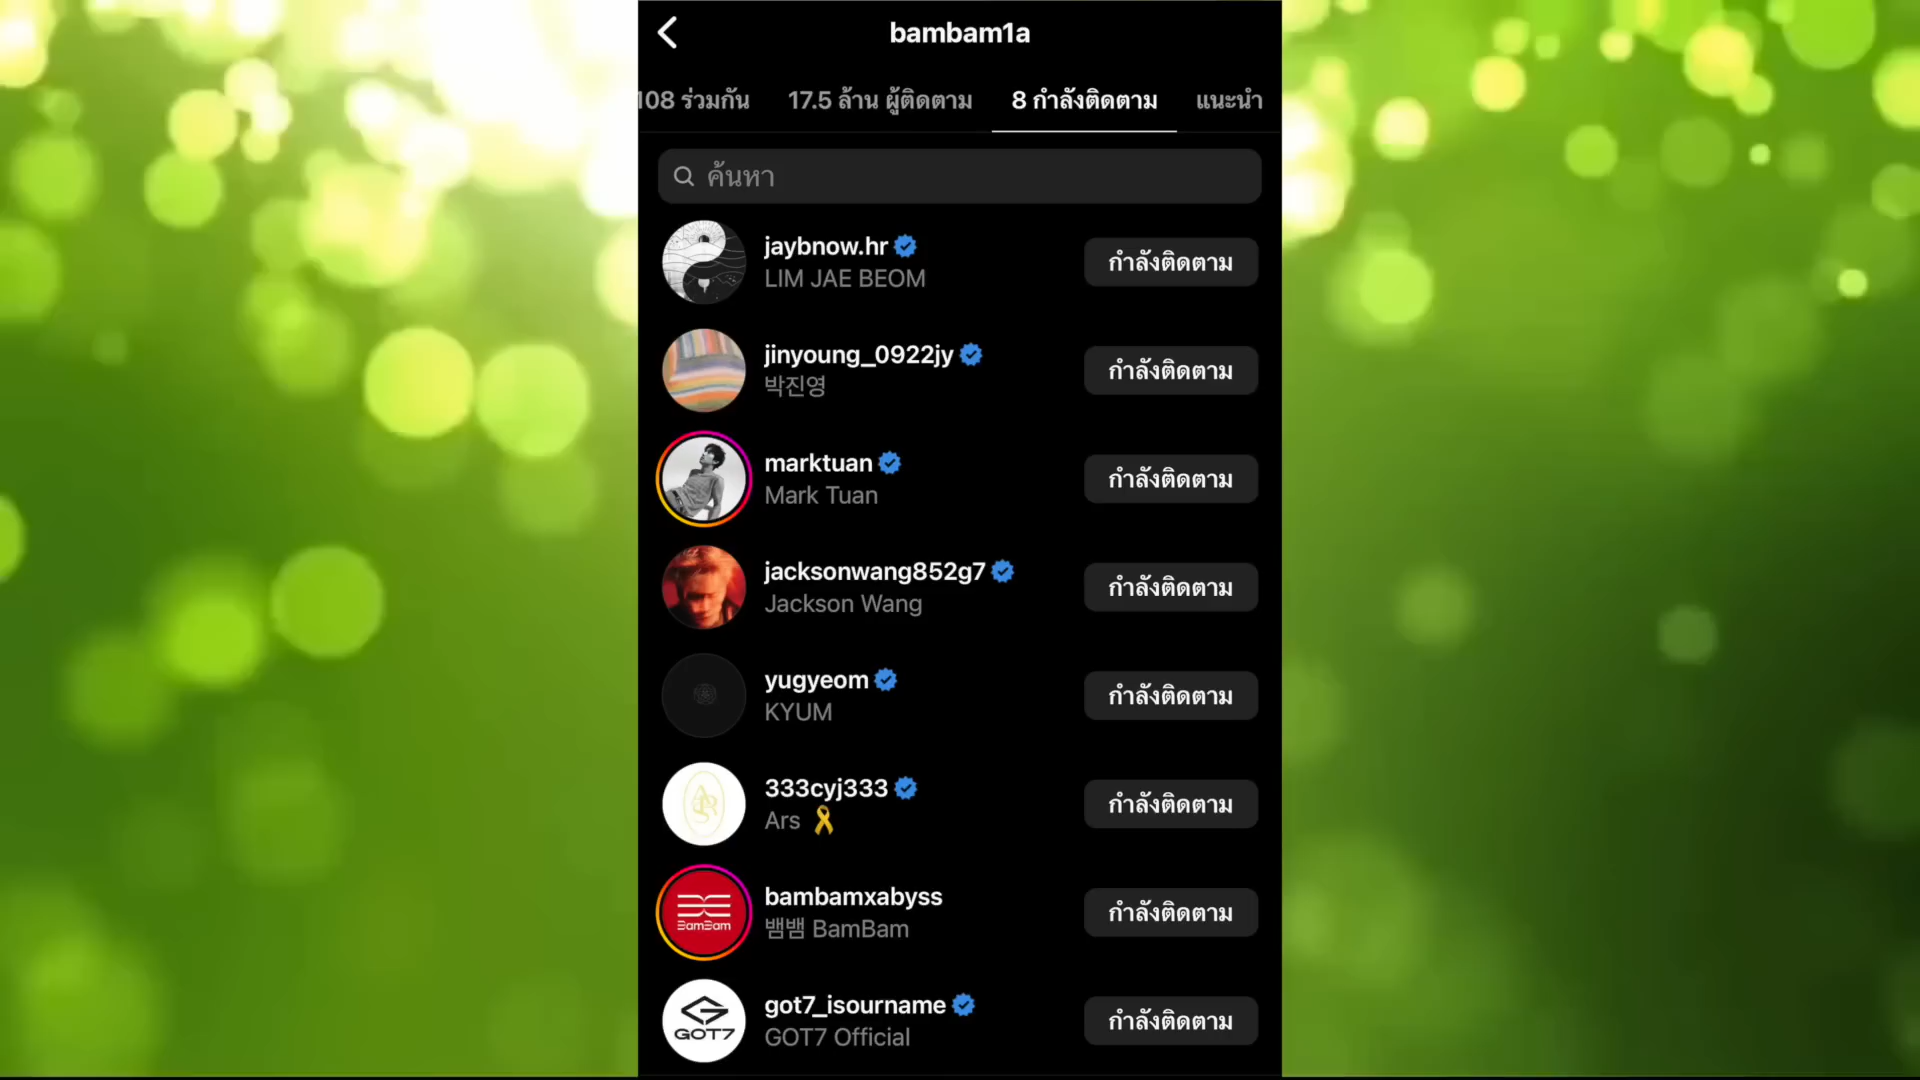 bambam1a
108 ร่วมกัน 17.5 ล้าน ผู้ติดตาม 8 กำลังติดตาม แนะนำ
ค้นหา
jaybnow.hr
LIM JAE BEOM
กำลังติดตาม
jinyoung_0922jy
박진영
กำลังติดตาม
marktuan
Mark Tuan
กำลังติดตาม
jacksonwang852g7
Jackson Wang
กำลังติดตาม
yugyeom
KYUM
กำลังติดตาม
333cyj333
Ars 🎗
กำลังติดตาม
BamBam
bambamxabyss
뱀뱀 BamBam
กำลังติดตาม
GOT7
got7_isourname
GOT7 Official
กำลังติดตาม